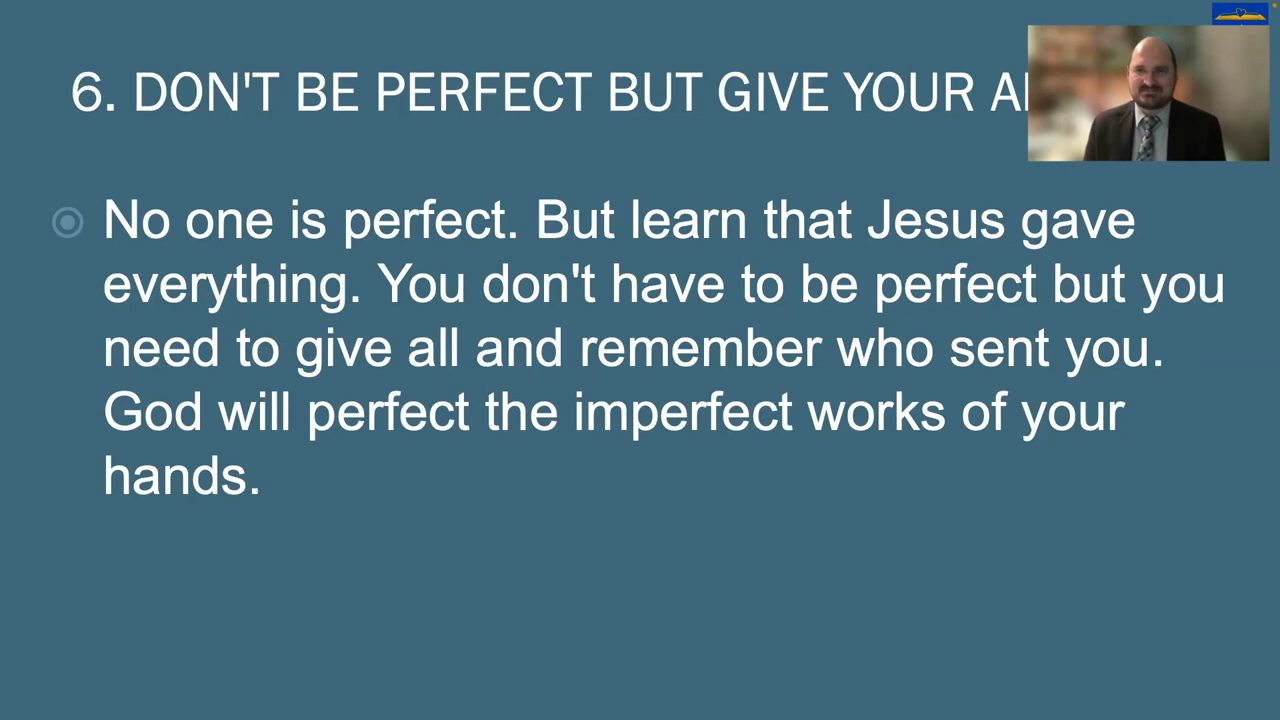 6. DON'T BE PERFECT BUT GIVE YOUR
No one is perfect. But learn that Jesus gave
everything. You don't have to be perfect but you
need to give all and remember who sent you.
God will perfect the imperfect works of your
hands.